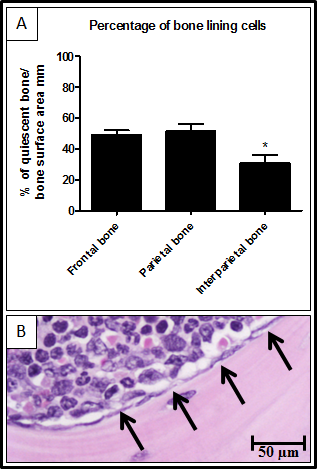 A
Percentage of bone lining cells
% of quiescent bone/
bone surface area mm
100
80
60
40
20
0
*
Frontal bone
Parietal bone
Interparietal bone
B
50 µm